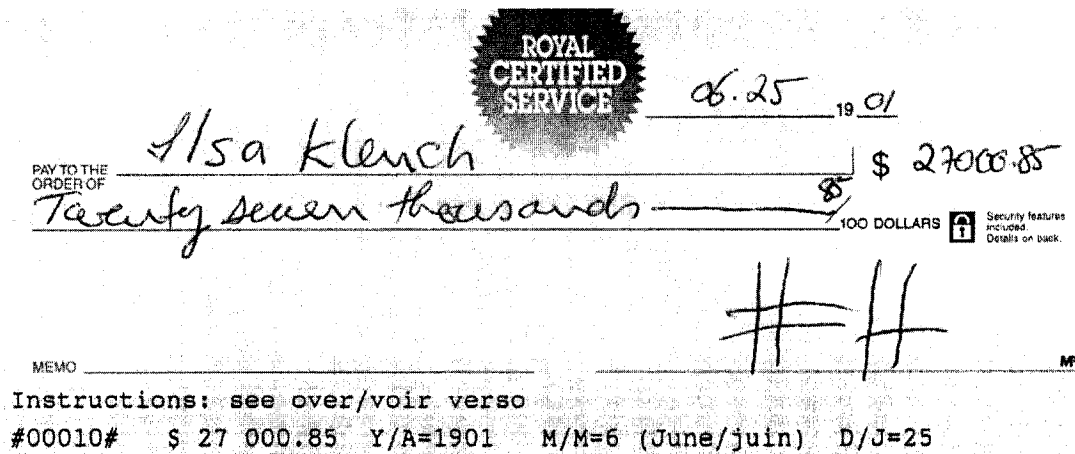 ROYAL
CERTIFIED
SERVICE
06.25 19 01
PAY TO THE
ORDER OF Ilsa Klench $ 27000.85
Twenty seven thousands 85/100 DOLLARS
Security features
included.
Details on back.
MEMO
Instructions: see over/voir verso
#00010# $ 27 000.85 Y/A=1901 M/M=6 (June/juin) D/J=25